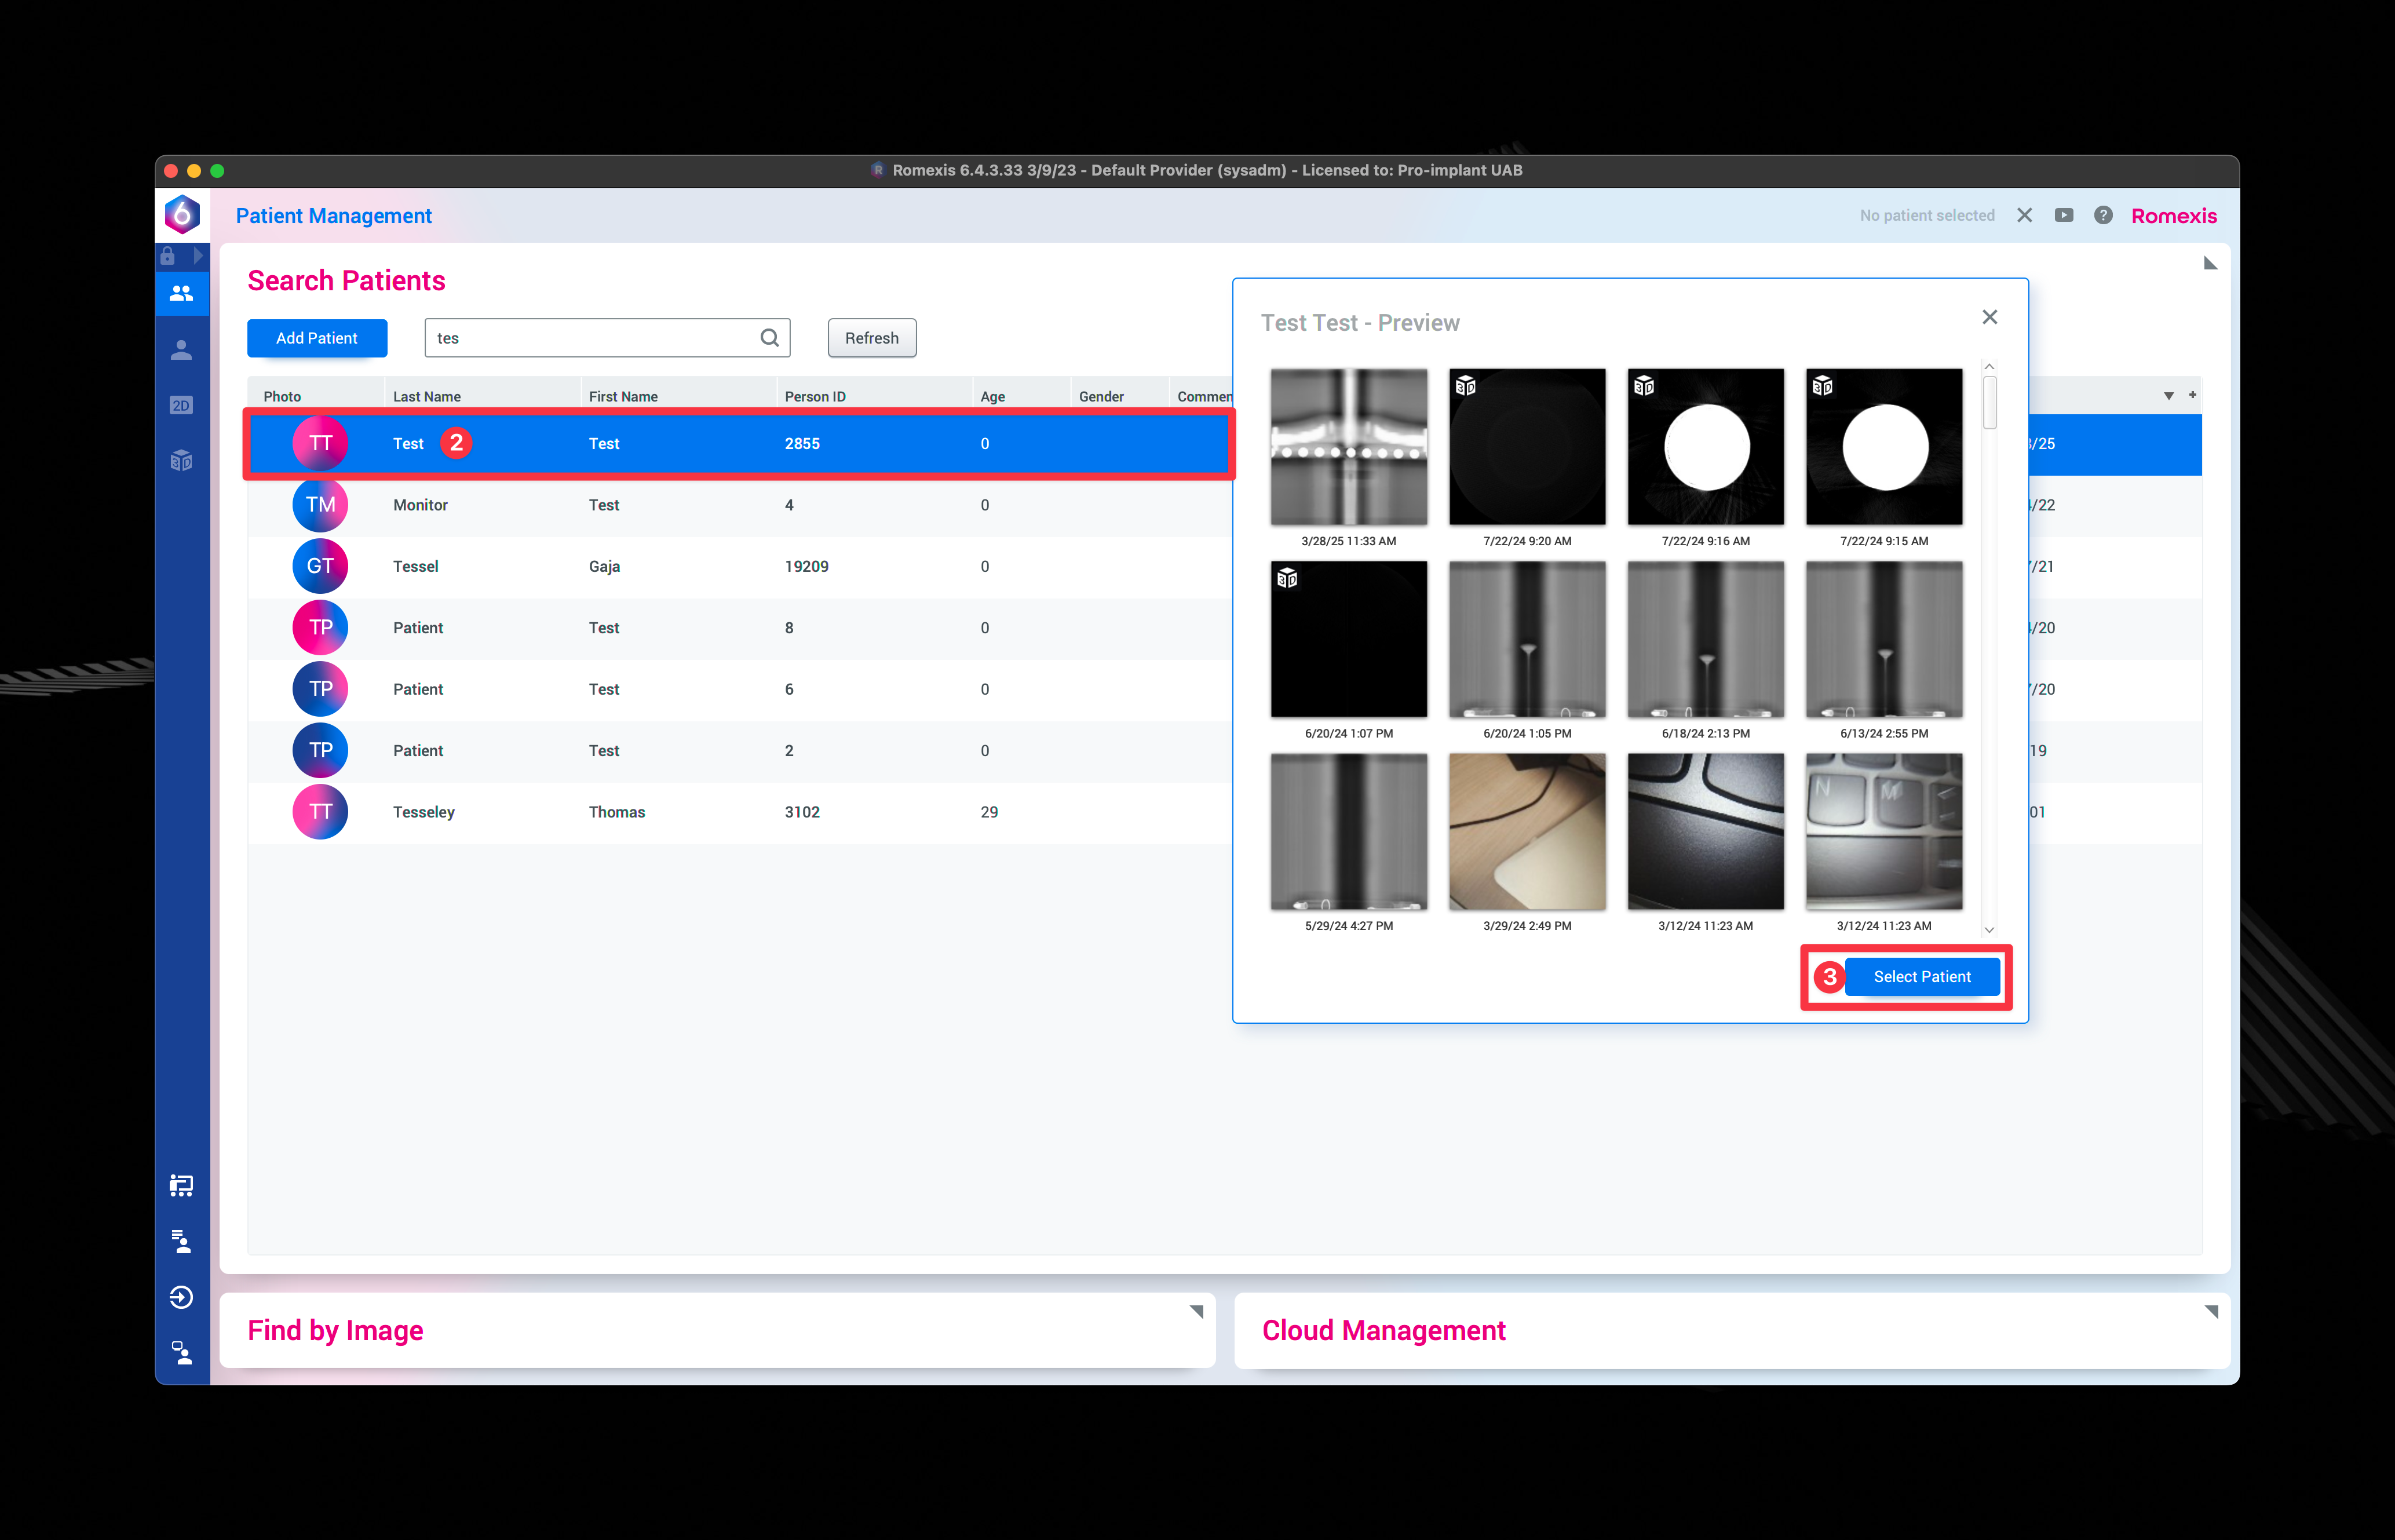 Romexis 6.4.3.33 3/9/23 - Default Provider (sysadm) - Licensed to: Pro-implant UAB
6 Patient Management No patient selected Romexis
Search Patients
Add Patient tes Refresh
Photo Last Name First Name Person ID Age Gender Commen
TT Test 2 Test 2855 0 /25
TM Monitor Test 4 0 /22
GT Tessel Gaja 19209 0 /21
TP Patient Test 8 0 /20
TP Patient Test 6 0 /20
TP Patient Test 2 0 19
TT Tesseley Thomas 3102 29 01
2D
3D
Test Test - Preview
3D 3D 3D
3/28/25 11:33 AM 7/22/24 9:20 AM 7/22/24 9:16 AM 7/22/24 9:15 AM
3D
6/20/24 1:07 PM 6/20/24 1:05 PM 6/18/24 2:13 PM 6/13/24 2:55 PM
N M
5/29/24 4:27 PM 3/29/24 2:49 PM 3/12/24 11:23 AM 3/12/24 11:23 AM
3 Select Patient
Find by Image
Cloud Management